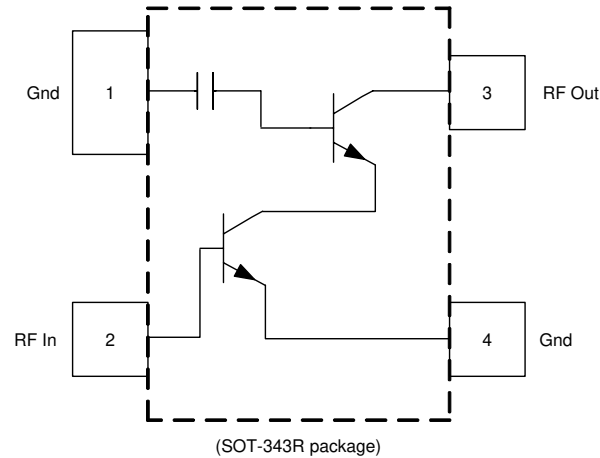 Gnd 1
3 RF Out
RF In 2
4 Gnd
(SOT-343R package)